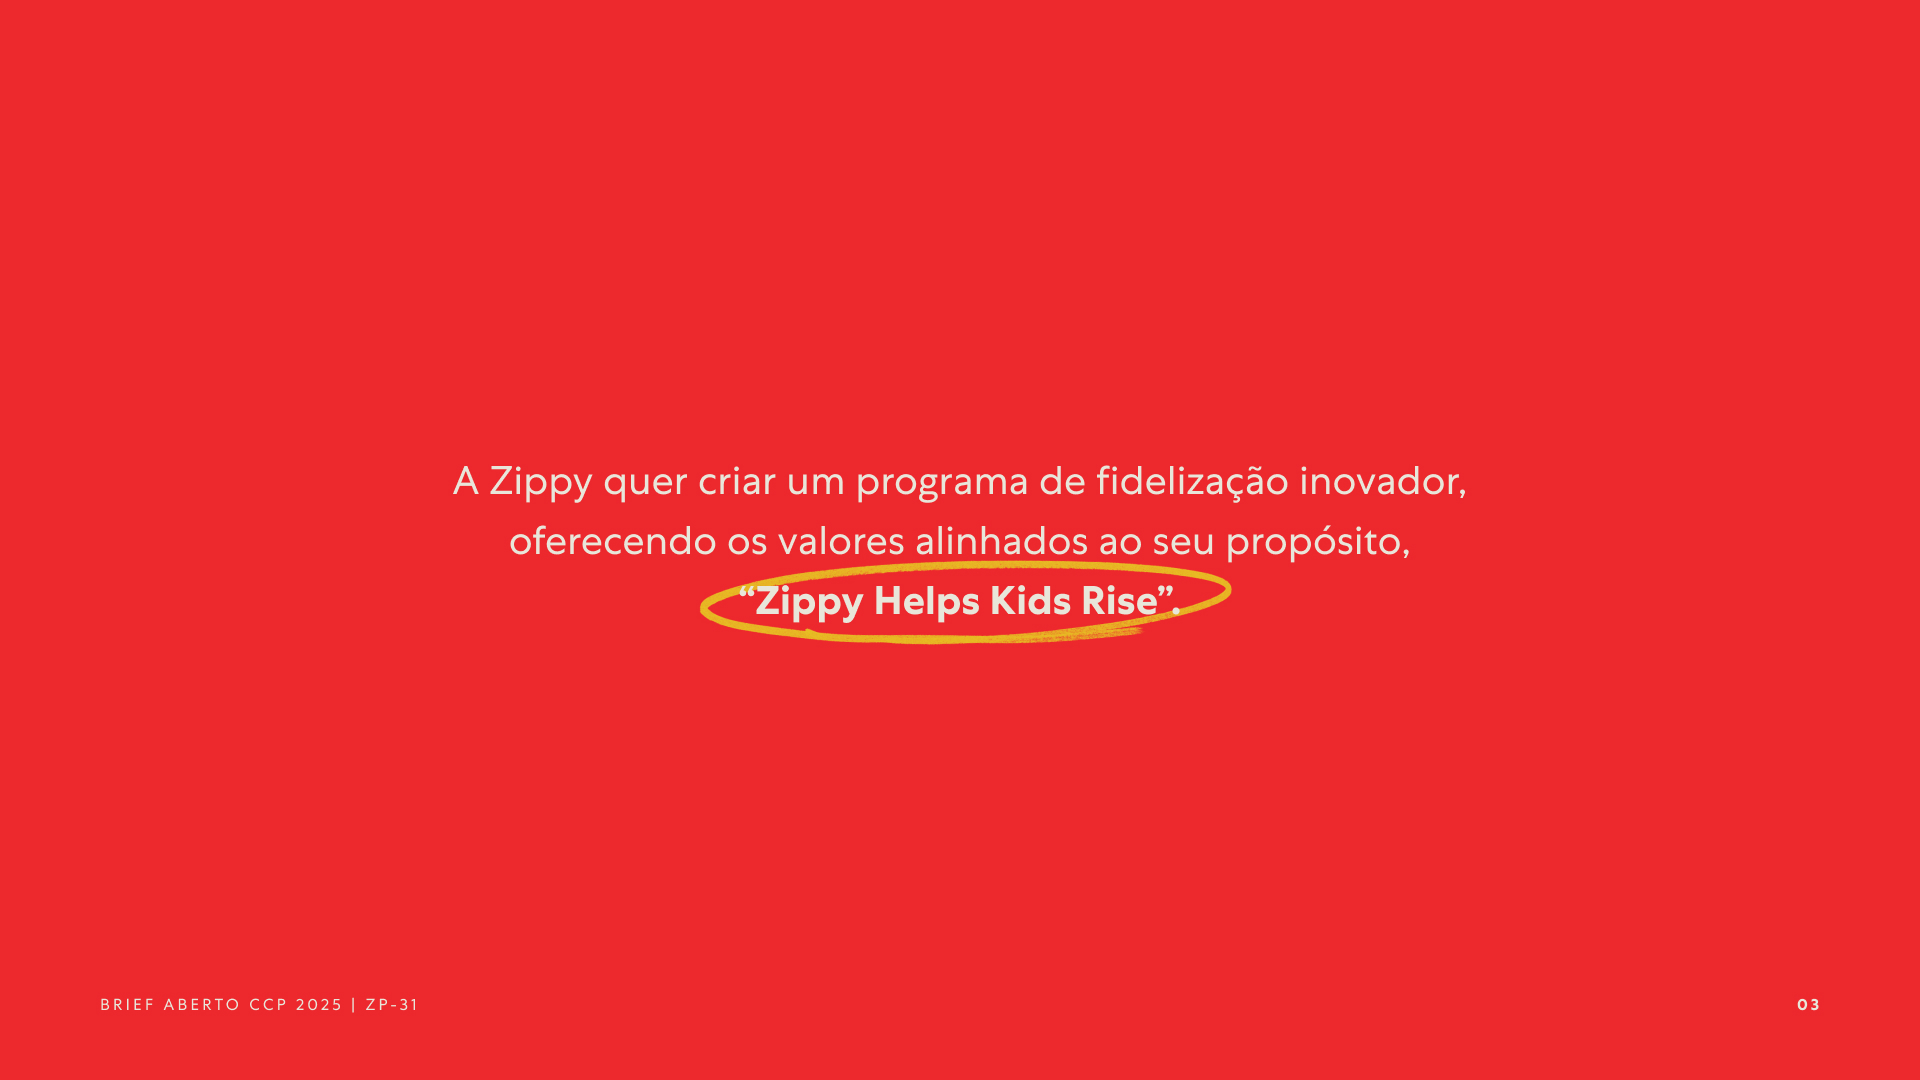 A Zippy quer criar um programa de fidelização inovador,
oferecendo os valores alinhados ao seu propósito,
“Zippy Helps Kids Rise”.
BRIEF ABERTO CCP 2025 | ZP-31
03